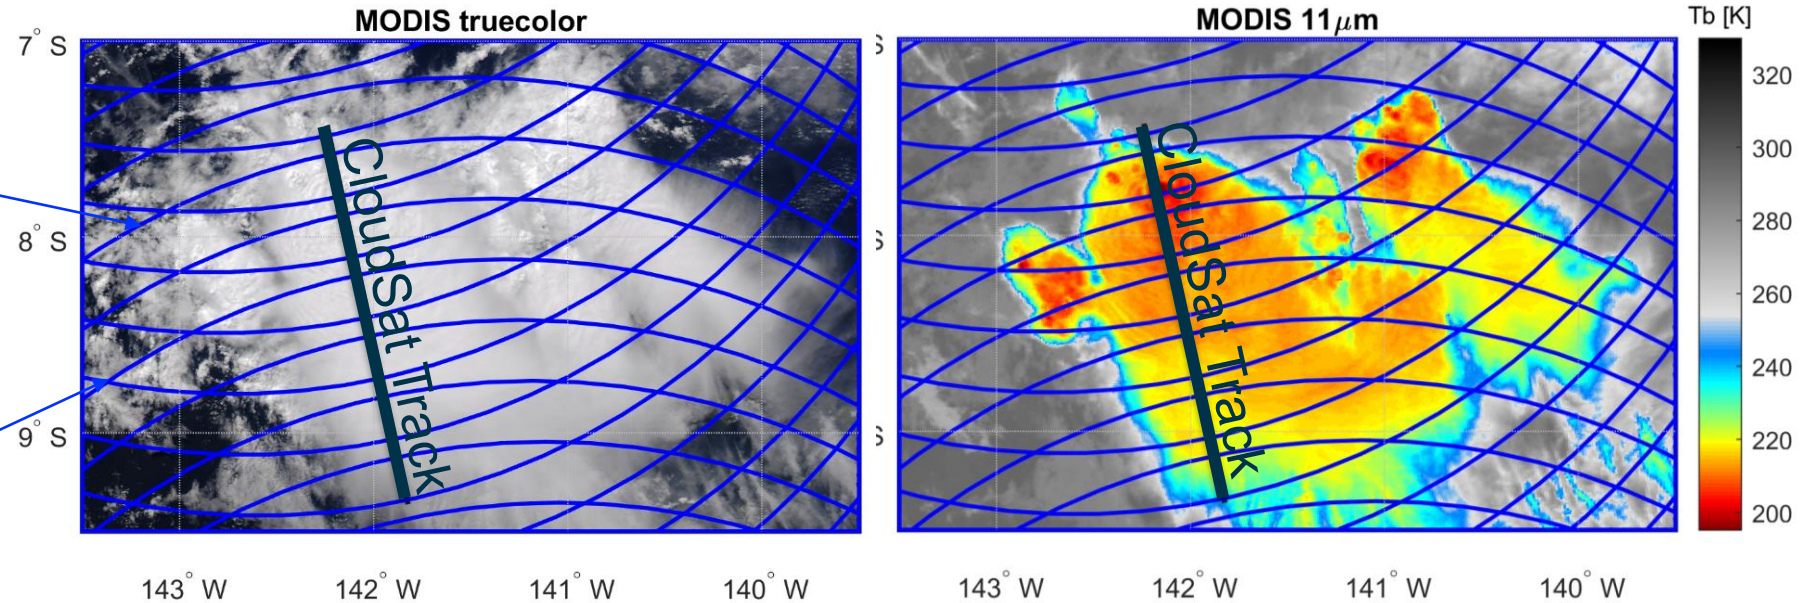 MODIS truecolor
7° S
8° S
9° S
143° W
142° W
141° W
140° W
CloudSat Track
MODIS 11μm
S
S
S
143° W
142° W
141° W
140° W
CloudSat Track
Tb [K]
320
300
280
260
240
220
200